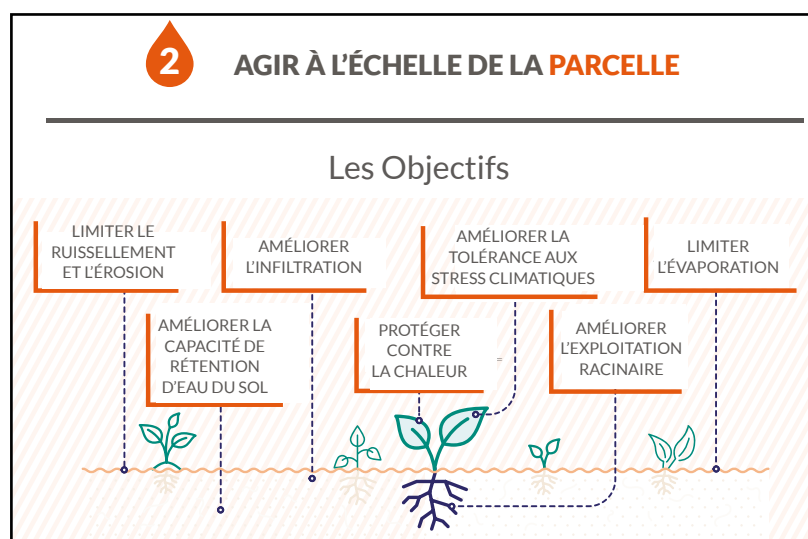 2
AGIR À L'ÉCHELLE DE LA PARCELLE
Les Objectifs
LIMITER LE
RUISSELLEMENT
ET L'ÉROSION
AMÉLIORER
L'INFILTRATION
AMÉLIORER LA
TOLÉRANCE AUX
STRESS CLIMATIQUES
LIMITER
L'ÉVAPORATION
AMÉLIORER LA
CAPACITÉ DE
RÉTENTION
D'EAU DU SOL
PROTÉGER
CONTRE
LA CHALEUR
=
AMÉLIORER
L'EXPLOITATION
RACINAIRE